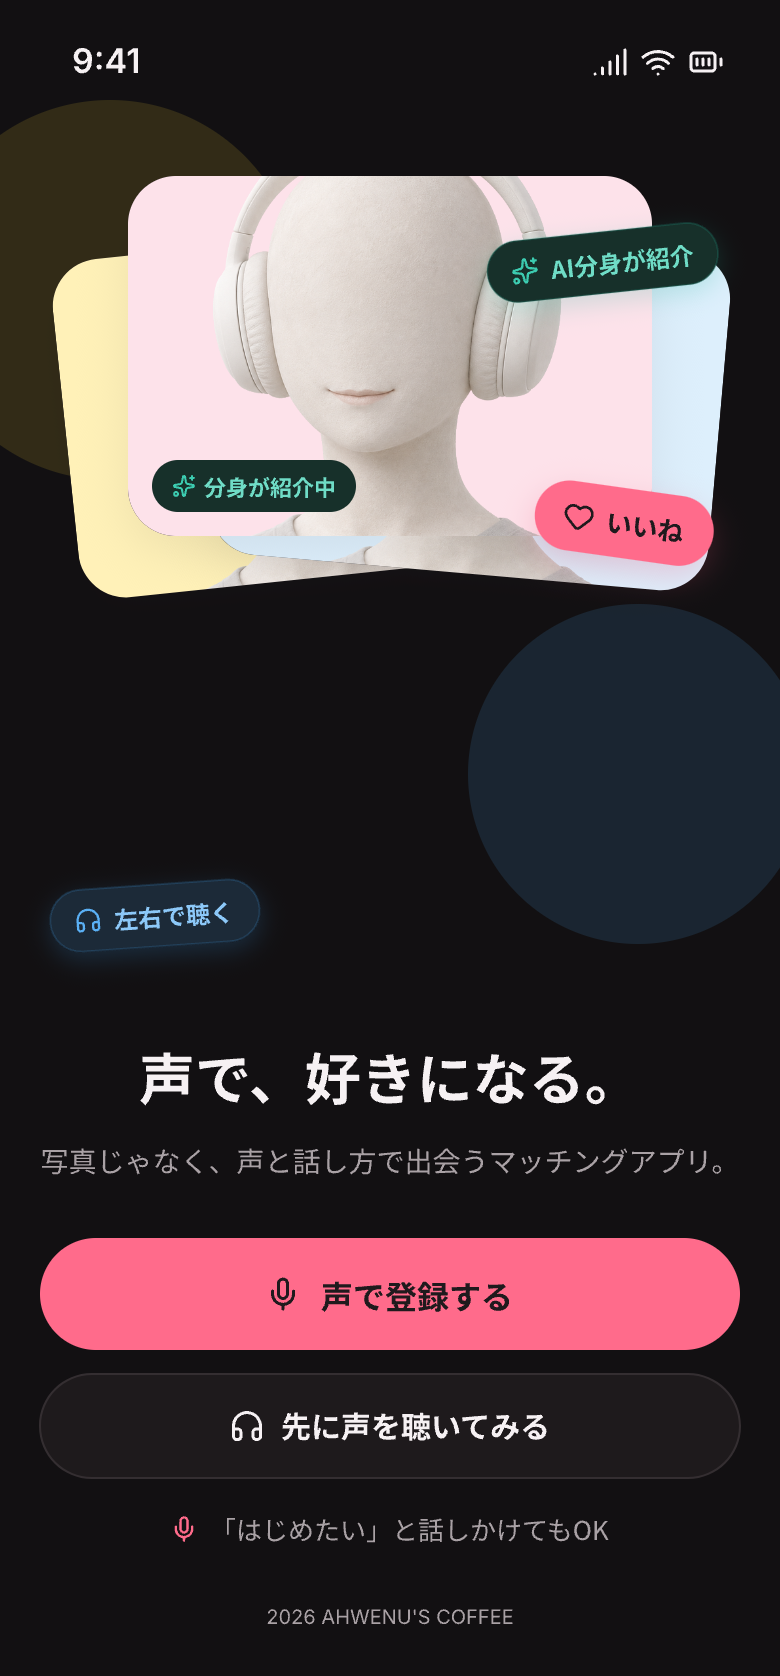 9:41
AI分身が紹介
分身が紹介中
いいね
左右で聴く
声で、好きになる。
写真じゃなく、声と話し方で出会うマッチングアプリ。
声で登録する
先に声を聴いてみる
「はじめたい」と話しかけてもOK
2026 AHWENU'S COFFEE